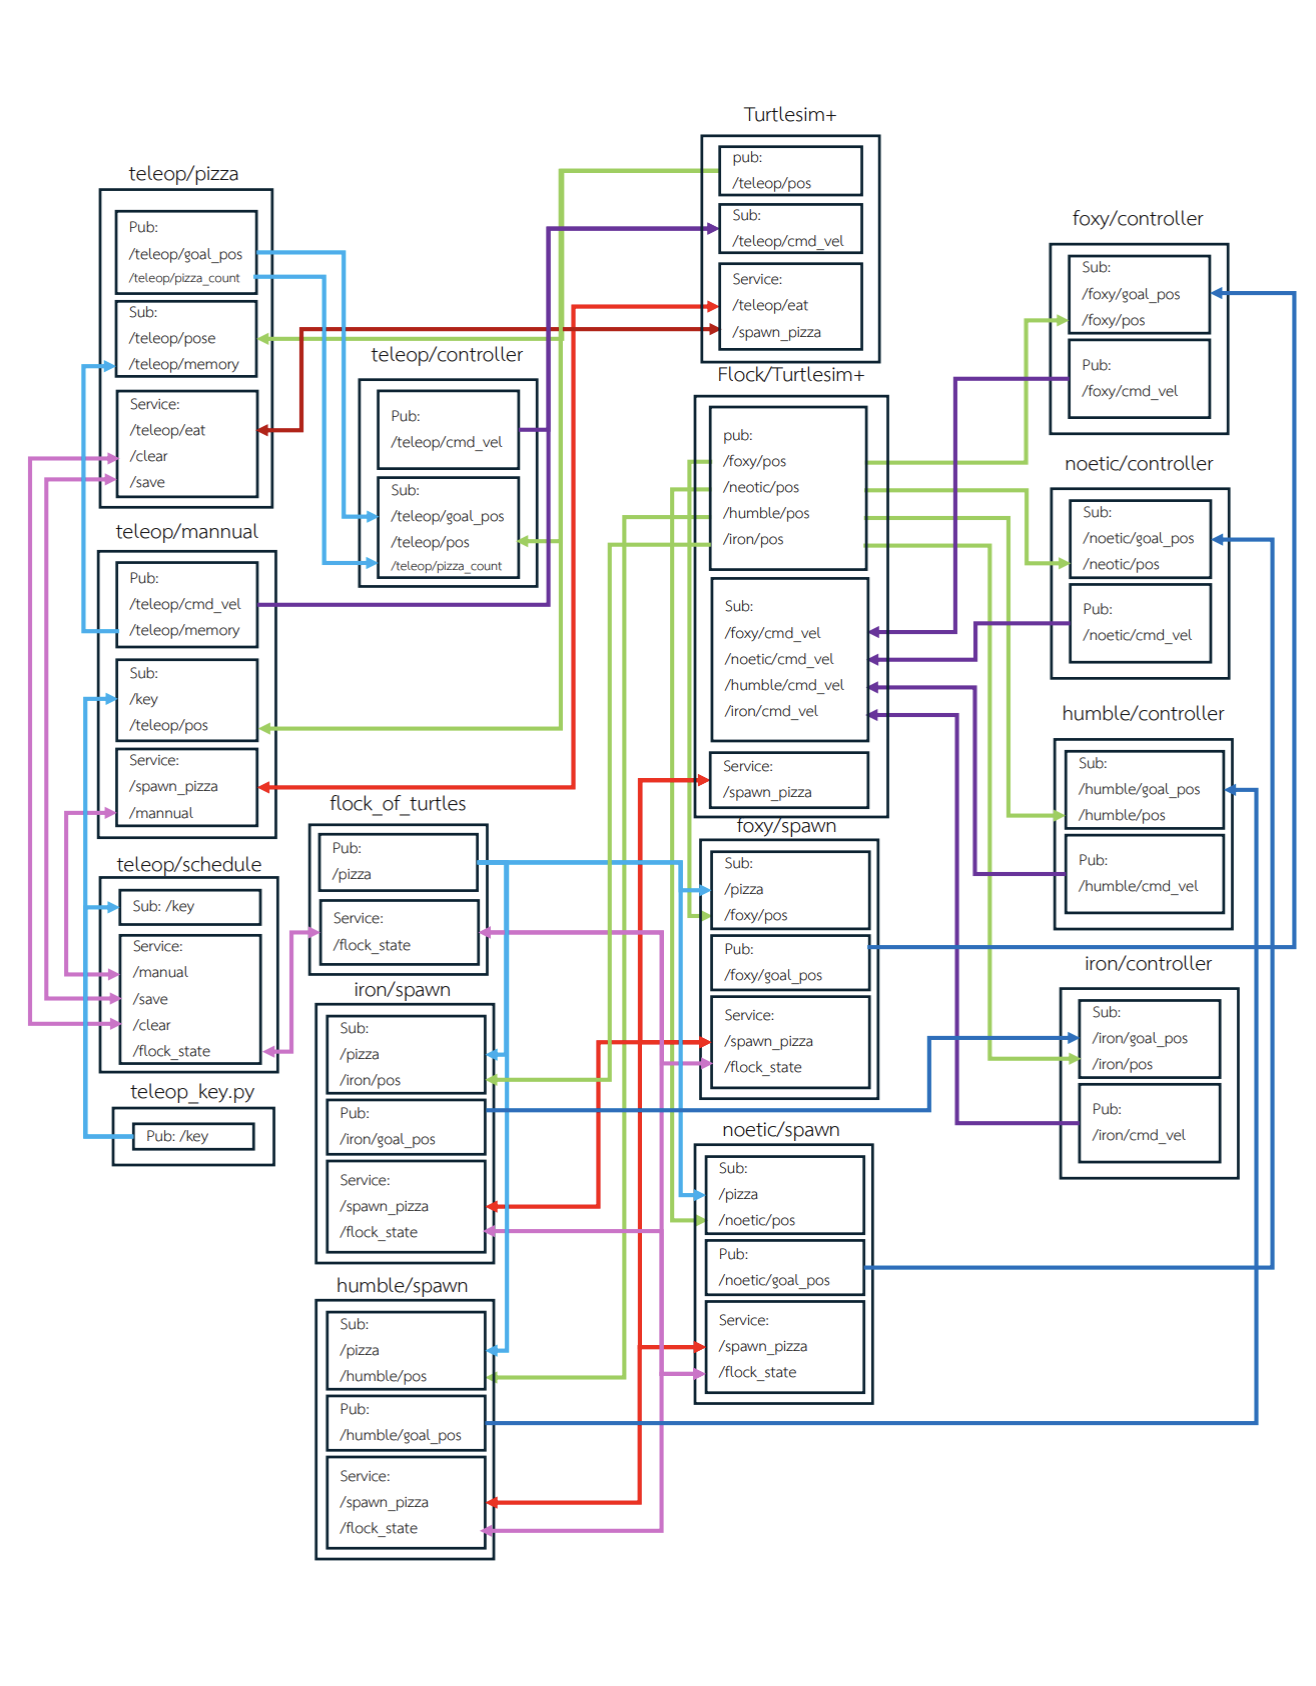 Turtlesim+
pub:
/teleop/pos
Sub:
/teleop/cmd_vel
Service:
/teleop/eat
/spawn_pizza
teleop/pizza
Pub:
/teleop/goal_pos
/teleop/pizza_count
Sub:
/teleop/pose
/teleop/memory
Service:
/teleop/eat
/clear
/save
teleop/controller
Pub:
/teleop/cmd_vel
Sub:
/teleop/goal_pos
/teleop/pos
/teleop/pizza_count
Flock/Turtlesim+
pub:
/foxy/pos
/neotic/pos
/humble/pos
/iron/pos
Sub:
/foxy/cmd_vel
/noetic/cmd_vel
/humble/cmd_vel
/iron/cmd_vel
Service:
/spawn_pizza
foxy/controller
Sub:
/foxy/goal_pos
/foxy/pos
Pub:
/foxy/cmd_vel
noetic/controller
Sub:
/noetic/goal_pos
/neotic/pos
Pub:
/noetic/cmd_vel
teleop/mannual
Pub:
/teleop/cmd_vel
/teleop/memory
Sub:
/key
/teleop/pos
Service:
/spawn_pizza
/mannual
humble/controller
Sub:
/humble/goal_pos
/humble/pos
Pub:
/humble/cmd_vel
flock_of_turtles
Pub:
/pizza
Service:
/flock_state
foxy/spawn
Sub:
/pizza
/foxy/pos
Pub:
/foxy/goal_pos
Service:
/spawn_pizza
/flock_state
teleop/schedule
Sub: /key
Service:
/manual
/save
/clear
/flock_state
iron/controller
Sub:
/iron/goal_pos
/iron/pos
Pub:
/iron/cmd_vel
iron/spawn
Sub:
/pizza
/iron/pos
Pub:
/iron/goal_pos
Service:
/spawn_pizza
/flock_state
teleop_key.py
Pub: /key
noetic/spawn
Sub:
/pizza
/noetic/pos
Pub:
/noetic/goal_pos
Service:
/spawn_pizza
/flock_state
humble/spawn
Sub:
/pizza
/humble/pos
Pub:
/humble/goal_pos
Service:
/spawn_pizza
/flock_state